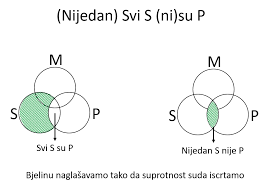 (Nijedan) Svi S (ni)su P
M
M
S
P
S
P
Svi S su P
Nijedan S nije P
Bjelinu naglašavamo tako da suprotnost suda iscrtamo